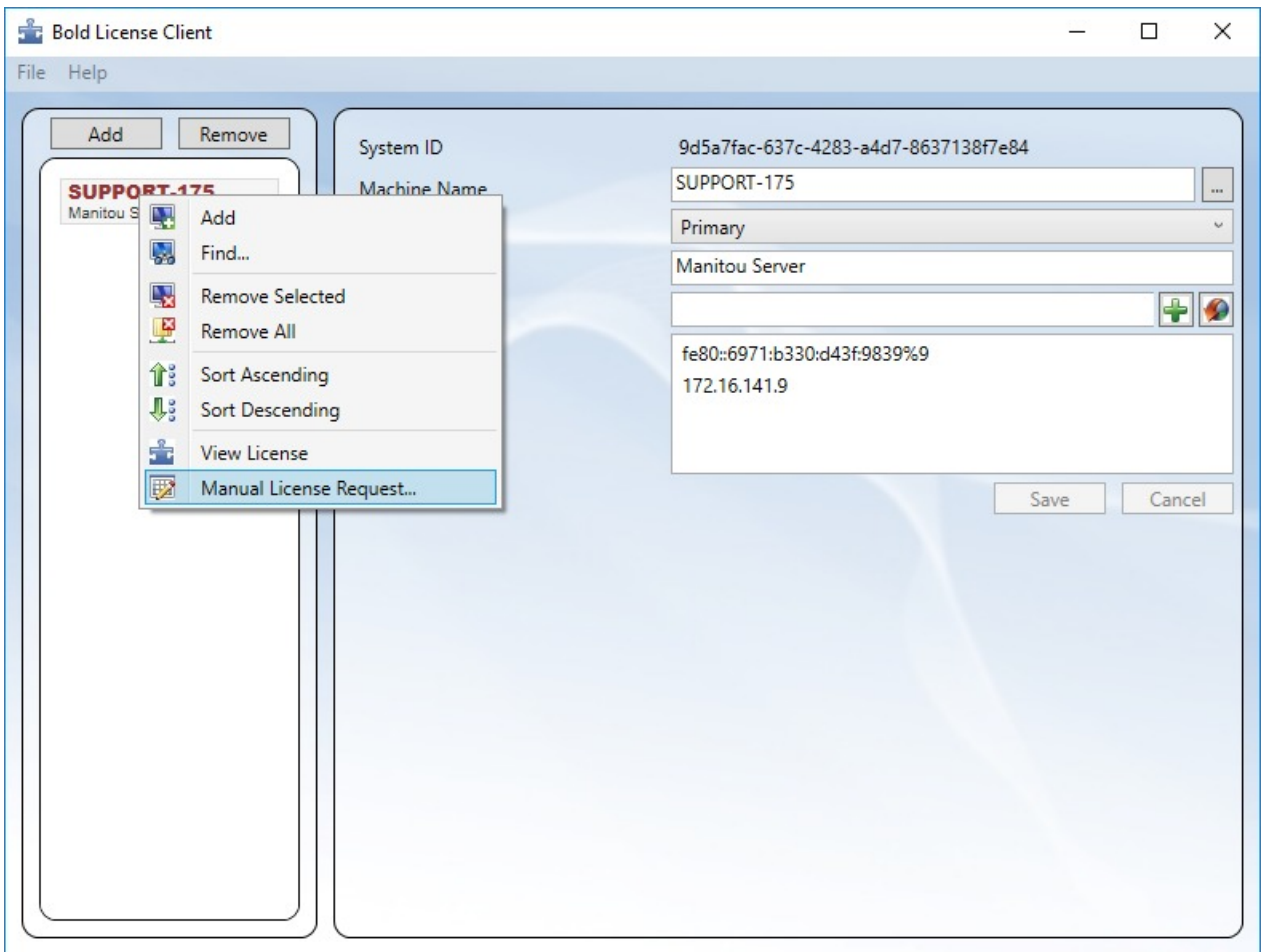 Bold License Client
File Help
Add Remove
SUPPORT-175
Manitou S
Add
Find...
Remove Selected
Remove All
Sort Ascending
Sort Descending
View License
Manual License Request...
System ID 9d5a7fac-637c-4283-a4d7-8637138f7e84
Machine Name SUPPORT-175
...
Primary
Manitou Server
fe80::6971:b330:d43f:9839%9
172.16.141.9
Save Cancel